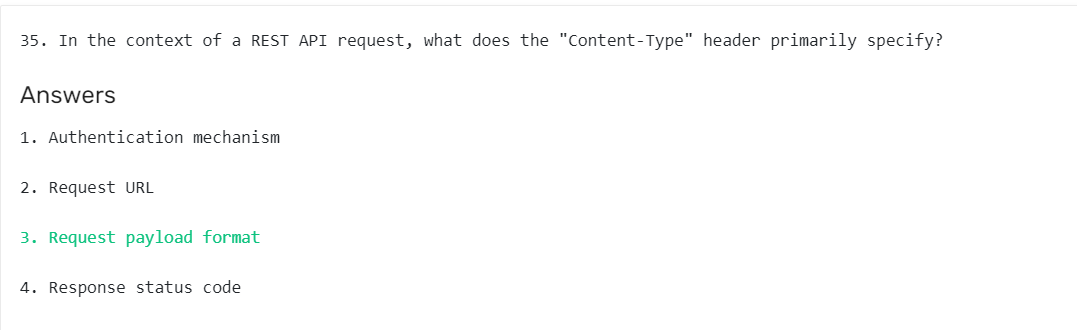 35. In the context of a REST API request, what does the "Content-Type" header primarily specify?
Answers
1. Authentication mechanism
2. Request URL
3. Request payload format
4. Response status code